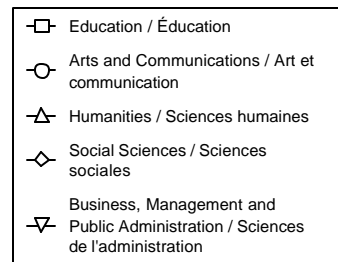 Education / Éducation
Arts and Communications / Art et
communication
Humanities / Sciences humaines
Social Sciences / Sciences
sociales
Business, Management and
Public Administration / Sciences
de l'administration